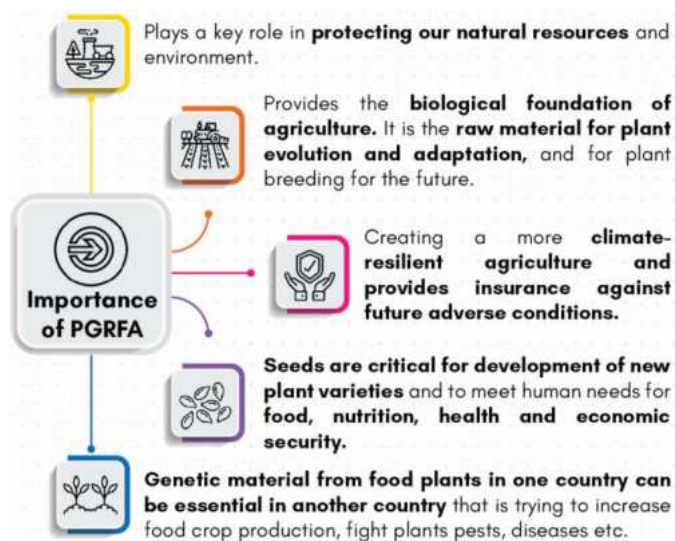 Plays a key role in protecting our natural resources and
environment.
Provides the biological foundation of
agriculture. It is the raw material for plant
evolution and adaptation, and for plant
breeding for the future.
Importance
of PGRFA
Creating a more climate-
resilient agriculture and
provides insurance against
future adverse conditions.
Seeds are critical for development of new
plant varieties and to meet human needs for
food, nutrition, health and economic
security.
Genetic material from food plants in one country can
be essential in another country that is trying to increase
food crop production, fight plants pests, diseases etc.